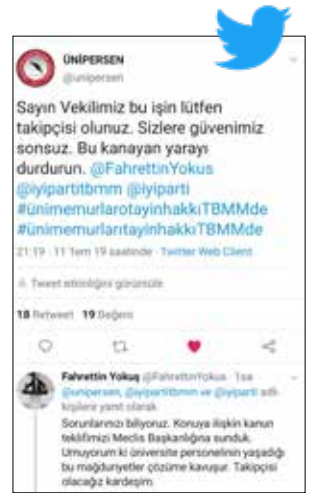 ÜNİPERSEN
@unipersen
Sayın Vekilimiz bu işin lütfen
takipçisi olunuz. Sizlere güvenimiz
sonsuz. Bu kanayan yarayı
durdurun. @FahrettinYokus
@iyipartitbmm @iyiparti
#ünimemurlarotayinhakkıTBMMde
#ünimemurlarıtayinhakkıTBMMde
21:19 · 11 Tem 19 saatinde · Twitter Web Client
Tweet etkinliğini görüntüle
18 Retweet 19 Beğeni
Fahrettin Yokuş @FahrettinYokus · 1sa
@unipersen, @iyipartitbmm ve @iyiparti adlı
kişilere yanıt olarak
Sorunlarınızı biliyoruz. Konuya ilişkin kanun
teklifimizi Meclis Başkanlığına sunduk.
Umuyorum ki üniversite personelinin yaşadığı
bu mağduriyetler çözüme kavuşur. Takipçisi
olacağız kardeşim.